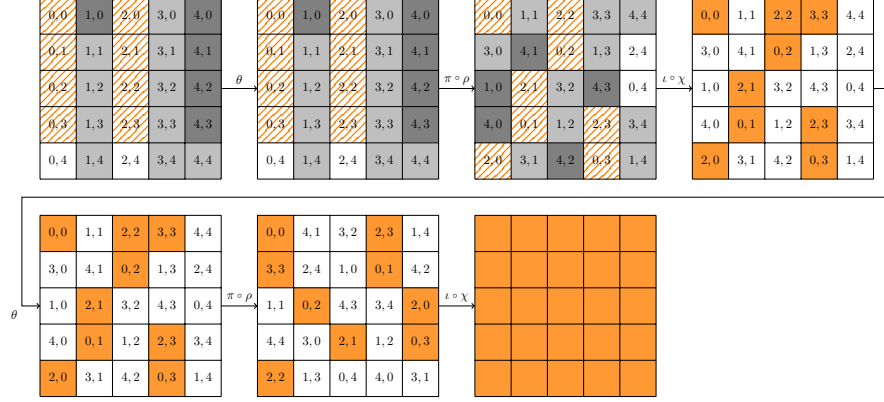 0,0 1,0 2,0 3,0 4,0 0,0 1,0 2,0 3,0 4,0 0,0 1,1 2,2 3,3 4,4 0,0 1,1 2,2 3,3 4,4
0,1 1,1 2,1 3,1 4,1 0,1 1,1 2,1 3,1 4,1 3,0 4,1 0,2 1,3 2,4 3,0 4,1 0,2 1,3 2,4
θ π∘ρ ι∘χ
0,2 1,2 2,2 3,2 4,2 0,2 1,2 2,2 3,2 4,2 1,0 2,1 3,2 4,3 0,4 1,0 2,1 3,2 4,3 0,4
0,3 1,3 2,3 3,3 4,3 0,3 1,3 2,3 3,3 4,3 4,0 0,1 1,2 2,3 3,4 4,0 0,1 1,2 2,3 3,4
0,4 1,4 2,4 3,4 4,4 0,4 1,4 2,4 3,4 4,4 2,0 3,1 4,2 0,3 1,4 2,0 3,1 4,2 0,3 1,4
0,0 1,1 2,2 3,3 4,4 0,0 4,1 3,2 2,3 1,4
3,0 4,1 0,2 1,3 2,4 3,3 2,4 1,0 0,1 4,2
π∘ρ ι∘χ
1,0 2,1 3,2 4,3 0,4 1,1 0,2 4,3 3,4 2,0
θ
4,0 0,1 1,2 2,3 3,4 4,4 3,0 2,1 1,2 0,3
2,0 3,1 4,2 0,3 1,4 2,2 1,3 0,4 4,0 3,1